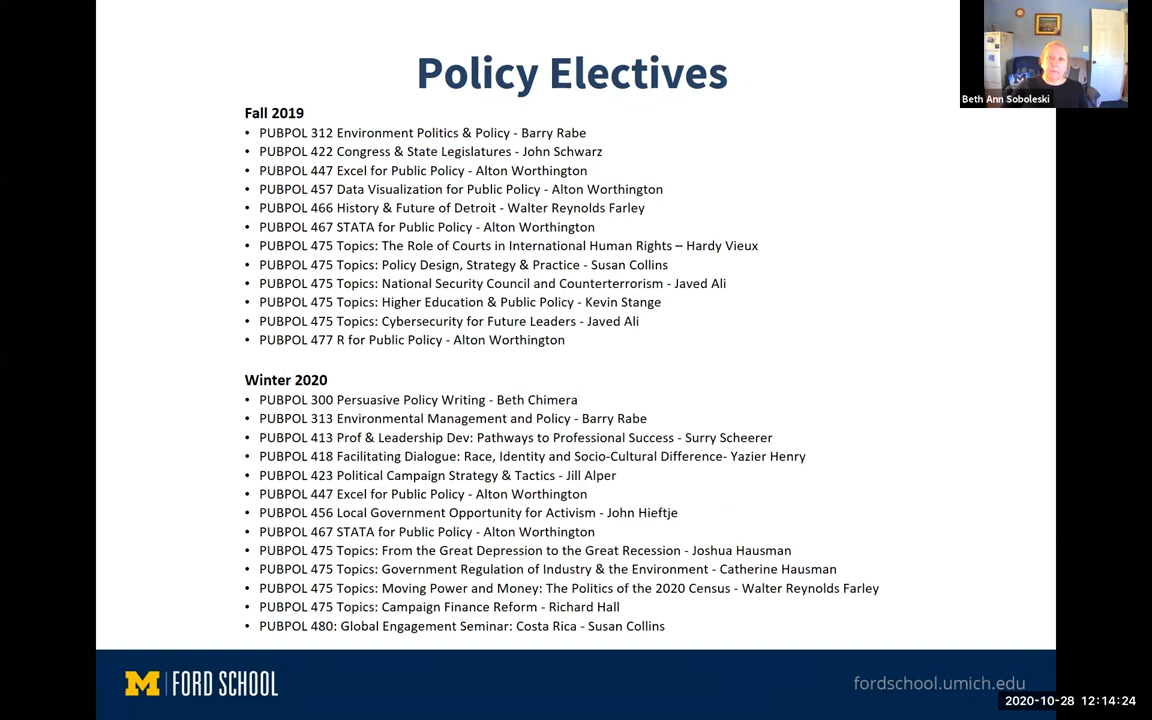 Policy Electives
Beth Ann Soboleski
Fall 2019
• PUBPOL 312 Environment Politics & Policy - Barry Rabe
• PUBPOL 422 Congress & State Legislatures - John Schwarz
• PUBPOL 447 Excel for Public Policy - Alton Worthington
• PUBPOL 457 Data Visualization for Public Policy - Alton Worthington
• PUBPOL 466 History & Future of Detroit - Walter Reynolds Farley
• PUBPOL 467 STATA for Public Policy - Alton Worthington
• PUBPOL 475 Topics: The Role of Courts in International Human Rights – Hardy Vieux
• PUBPOL 475 Topics: Policy Design, Strategy & Practice - Susan Collins
• PUBPOL 475 Topics: National Security Council and Counterterrorism - Javed Ali
• PUBPOL 475 Topics: Higher Education & Public Policy - Kevin Stange
• PUBPOL 475 Topics: Cybersecurity for Future Leaders - Javed Ali
• PUBPOL 477 R for Public Policy - Alton Worthington
Winter 2020
• PUBPOL 300 Persuasive Policy Writing - Beth Chimera
• PUBPOL 313 Environmental Management and Policy - Barry Rabe
• PUBPOL 413 Prof & Leadership Dev: Pathways to Professional Success - Surry Scheerer
• PUBPOL 418 Facilitating Dialogue: Race, Identity and Socio-Cultural Difference- Yazier Henry
• PUBPOL 423 Political Campaign Strategy & Tactics - Jill Alper
• PUBPOL 447 Excel for Public Policy - Alton Worthington
• PUBPOL 456 Local Government Opportunity for Activism - John Hieftje
• PUBPOL 467 STATA for Public Policy - Alton Worthington
• PUBPOL 475 Topics: From the Great Depression to the Great Recession - Joshua Hausman
• PUBPOL 475 Topics: Government Regulation of Industry & the Environment - Catherine Hausman
• PUBPOL 475 Topics: Moving Power and Money: The Politics of the 2020 Census - Walter Reynolds Farley
• PUBPOL 475 Topics: Campaign Finance Reform - Richard Hall
• PUBPOL 480: Global Engagement Seminar: Costa Rica - Susan Collins
M | FORD SCHOOL
fordschool.umich.edu
2020-10-28 12:14:24